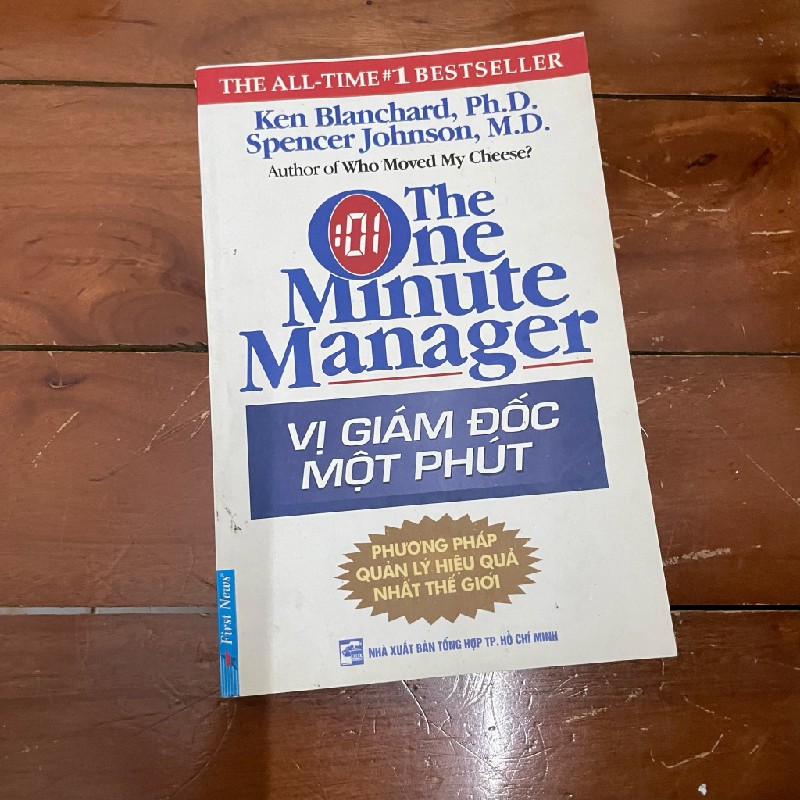 THE ALL-TIME #1 BESTSELLER
Ken Blanchard, Ph.D.
Spencer Johnson, M.D.
Author of Who Moved My Cheese?
:01
The
One
Minute
Manager
VỊ GIÁM ĐỐC
MỘT PHÚT
PHƯƠNG PHÁP
QUẢN LÝ HIỆU QUẢ
NHẤT THẾ GIỚI
First News
NHÀ XUẤT BẢN TỔNG HỢP TP. HỒ CHÍ MINH